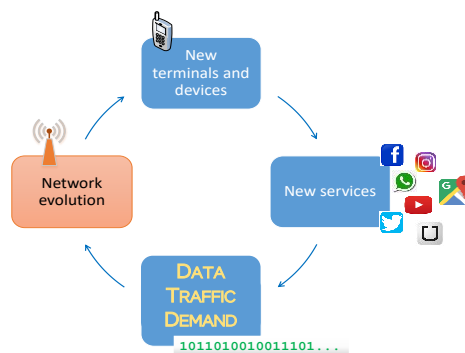 New
terminals and
devices
New services
DATA
TRAFFIC
DEMAND
1011010010011101...
Network
evolution
f
G
U